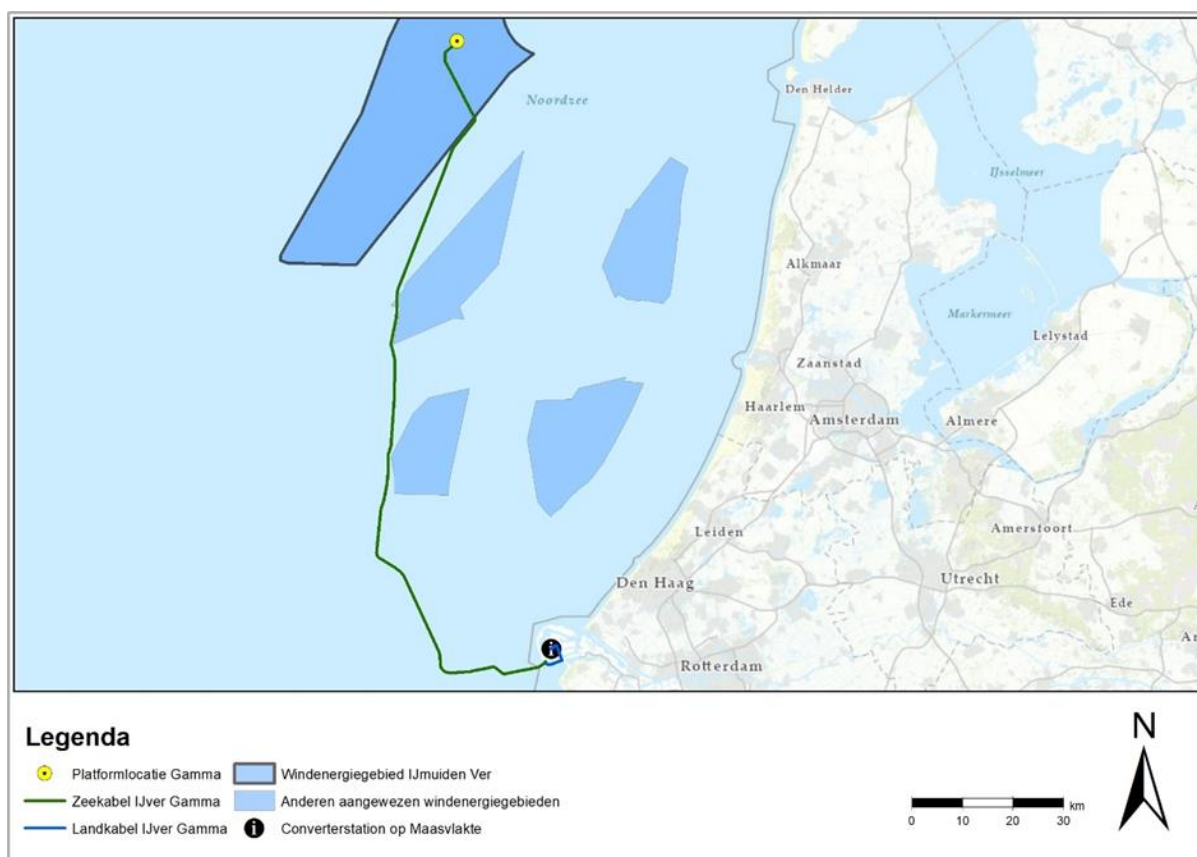 Noordzee
Den Helder
IJsselmeer
Alkmaar
Markermeer
Lelystad
Zaanstad
Haarlem
Amsterdam
Almere
Leiden
Amersfoort
Den Haag
Utrecht
Ede
Rotterdam
Legenda
Platformlocatie Gamma
Windenergiegebied IJmuiden Ver
Zeekabel IJver Gamma
Anderen aangewezen windenergiegebieden
Landkabel IJver Gamma
i Converterstation op Maasvlakte
N
km
0 10 20 30